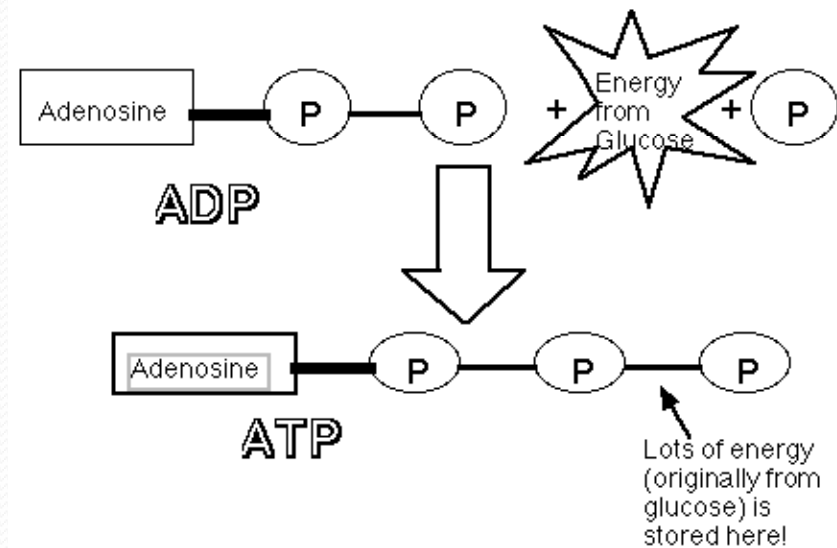 Adenosine
P
P
+
Energy
from
Glucose
+
P
ADP
Adenosine
P
P
P
ATP
Lots of energy
(originally from
glucose) is
stored here!